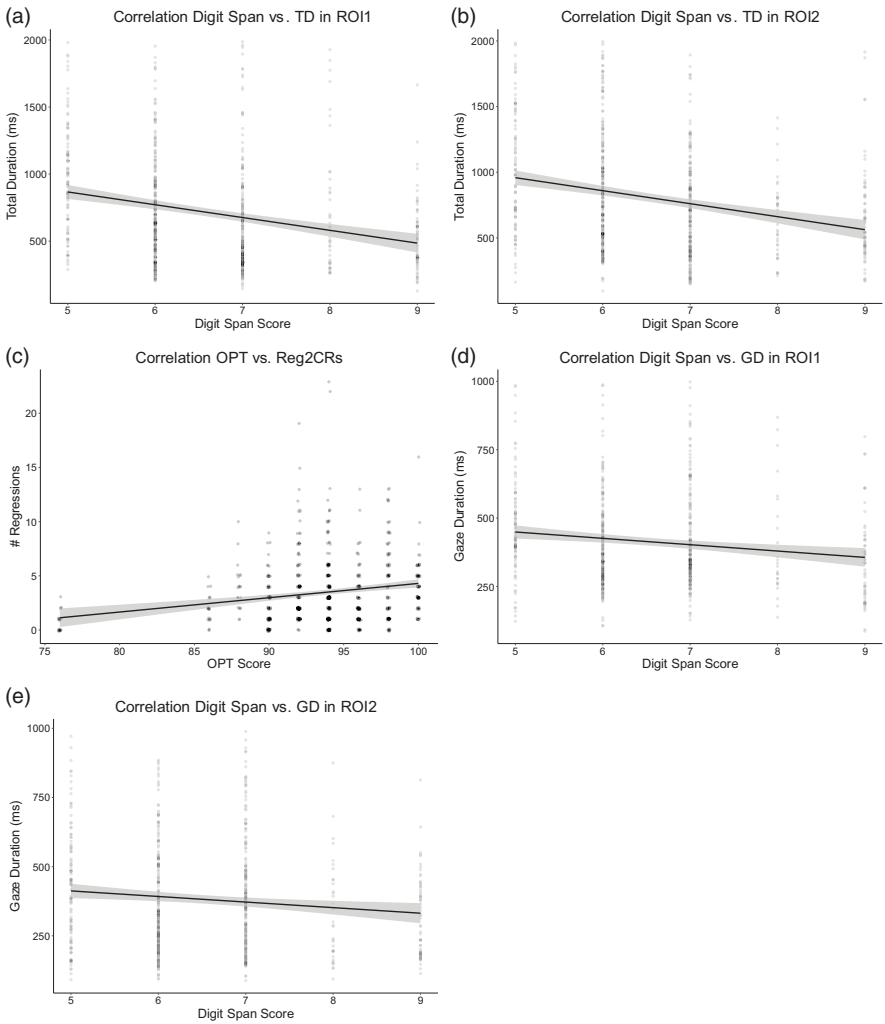 (a)
Correlation Digit Span vs. TD in ROI1
2000
1500
1000
500
Total Duration (ms)
5 6 7 8 9
Digit Span Score
(b)
Correlation Digit Span vs. TD in ROI2
2000
1500
1000
500
Total Duration (ms)
5 6 7 8 9
Digit Span Score
(c)
Correlation OPT vs. Reg2CRs
20
15
10
5
0
# Regressions
75 80 85 90 95 100
OPT Score
(d)
Correlation Digit Span vs. GD in ROI1
1000
750
500
250
Gaze Duration (ms)
5 6 7 8 9
Digit Span Score
(e)
Correlation Digit Span vs. GD in ROI2
1000
750
500
250
Gaze Duration (ms)
5 6 7 8 9
Digit Span Score